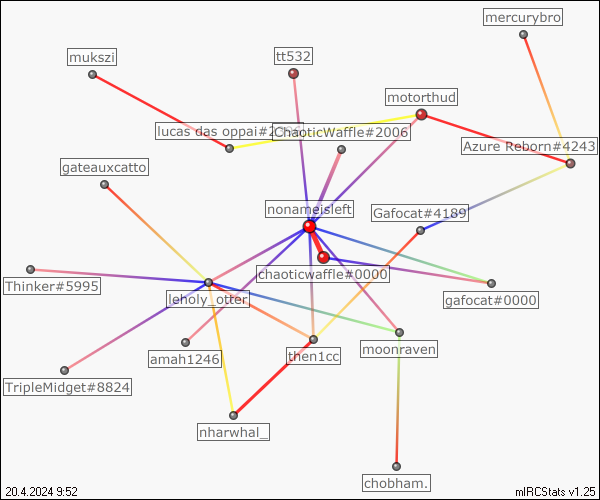 mercurybro
mukszi
tt532
motorthud
lucas das oppai#2
ChaoticWaffle#2006
Azure Reborn#4243
gateauxcatto
nonameisleft
Gafocat#4189
chaoticwaffle#0000
Thinker#5995
leholy_otter
gafocat#0000
then1cc
moonraven
amah1246
TripleMidget#8824
nharwhal_
chobham.
20.4.2024 9:52
mIRCStats v1.25